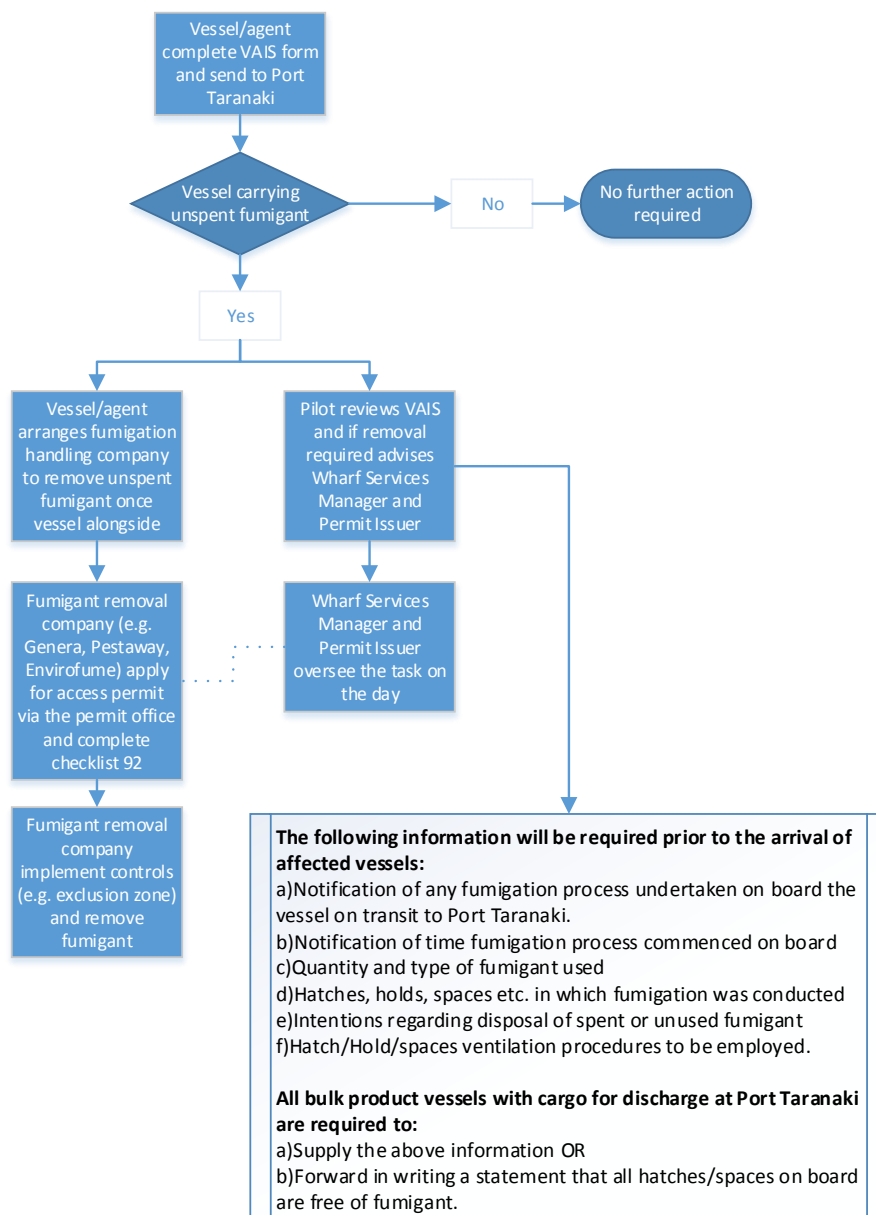 Vessel/agent
complete VAIS form
and send to Port
Taranaki
Vessel carrying
unspent fumigant
No
No further action
required
Yes
Vessel/agent
arranges fumigation
handling company
to remove unspent
fumigant once
vessel alongside
Pilot reviews VAIS
and if removal
required advises
Wharf Services
Manager and
Permit Issuer
Fumigant removal
company (e.g.
Genera, Pestaway,
Envirofume) apply
for access permit
via the permit office
and complete
checklist 92
Wharf Services
Manager and
Permit Issuer
oversee the task on
the day
Fumigant removal
company
implement controls
(e.g. exclusion zone)
and remove
fumigant
The following information will be required prior to the arrival of
affected vessels:
a)Notification of any fumigation process undertaken on board the
vessel on transit to Port Taranaki.
b)Notification of time fumigation process commenced on board
c)Quantity and type of fumigant used
d)Hatches, holds, spaces etc. in which fumigation was conducted
e)Intentions regarding disposal of spent or unused fumigant
f)Hatch/Hold/spaces ventilation procedures to be employed.
All bulk product vessels with cargo for discharge at Port Taranaki
are required to:
a)Supply the above information OR
b)Forward in writing a statement that all hatches/spaces on board
are free of fumigant.